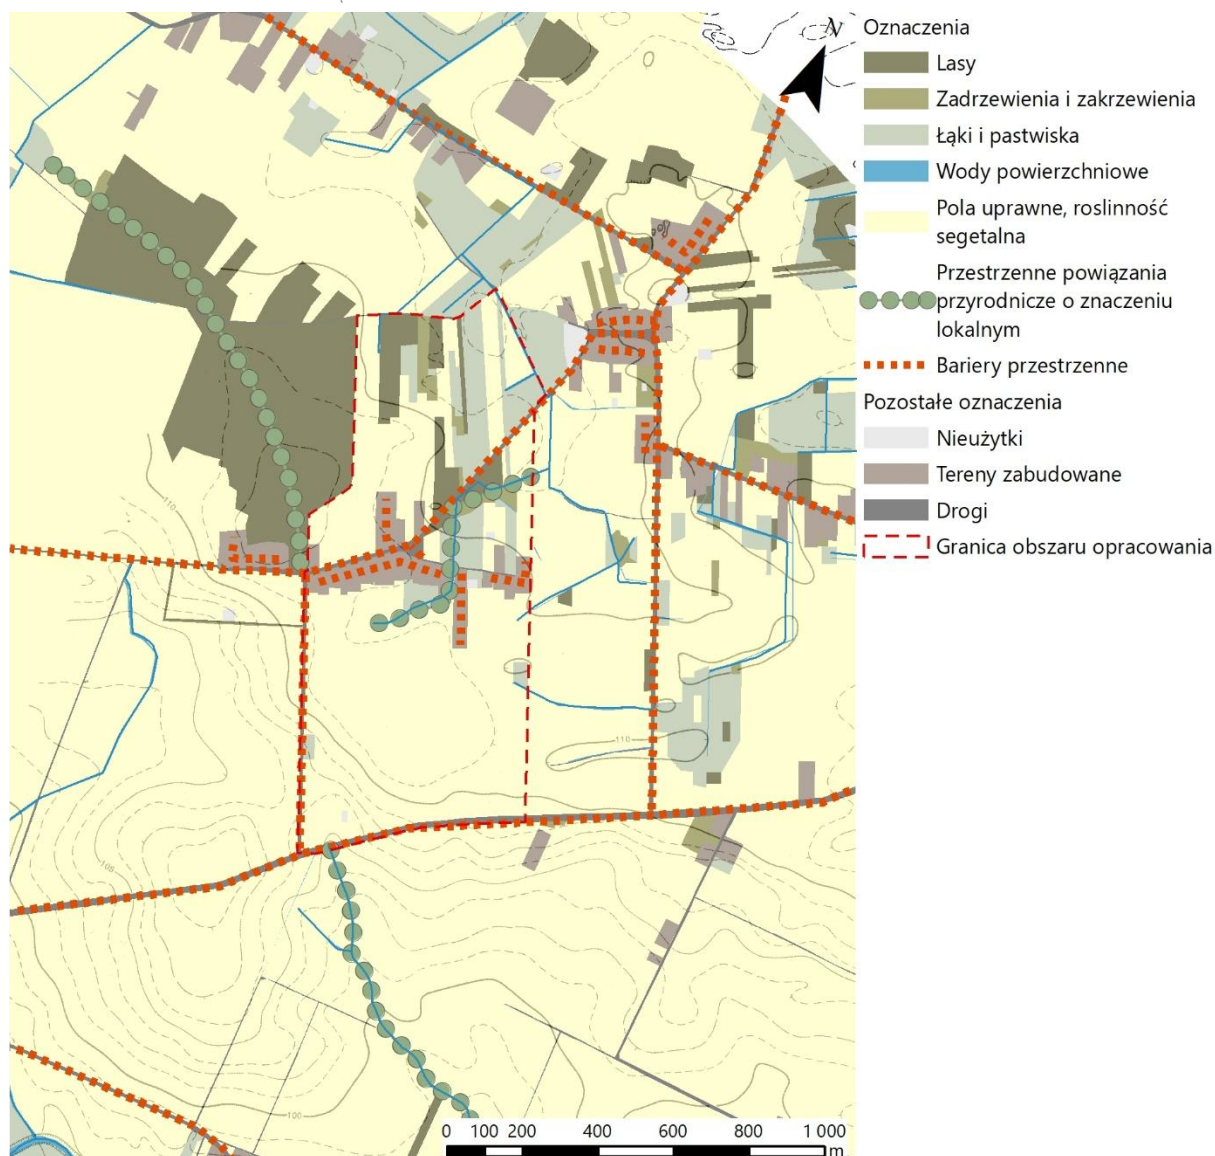 N
Oznaczenia
Lasy
Zadrzewienia i zakrzewienia
Łąki i pastwiska
Wody powierzchniowe
Pola uprawne, roslinność
segetalna
Przestrzenne powiązania
przyrodnicze o znaczeniu
lokalnym
Bariery przestrzenne
Pozostałe oznaczenia
Nieużytki
Tereny zabudowane
Drogi
Granica obszaru opracowania
110
110
105
100
0 100 200 400 600 800 1 000
m